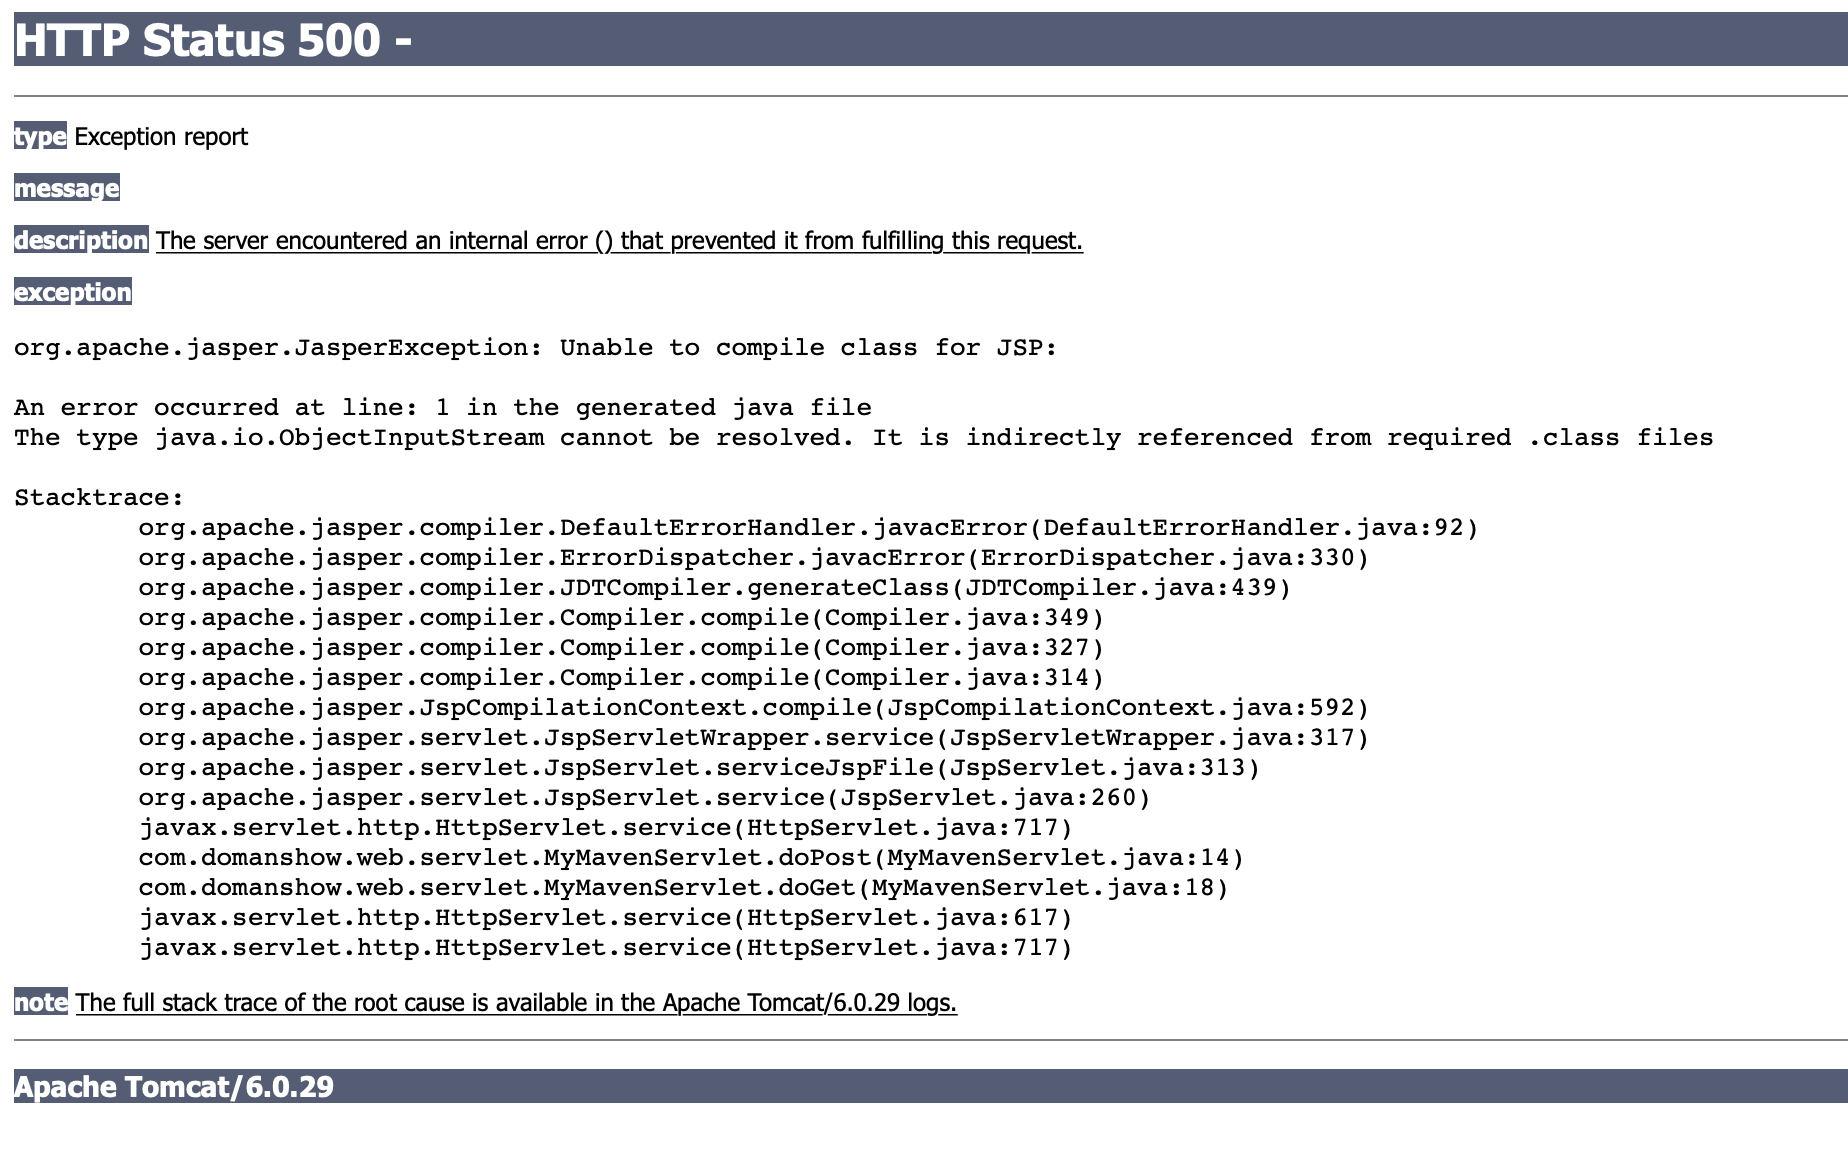 HTTP Status 500 -
type Exception report
message
description The server encountered an internal error () that prevented it from fulfilling this request.
exception
org.apache.jasper.JasperException: Unable to compile class for JSP:
An error occurred at line: 1 in the generated java file
The type java.io.ObjectInputStream cannot be resolved. It is indirectly referenced from required .class files
Stacktrace:
org.apache.jasper.compiler.DefaultErrorHandler.javacError(DefaultErrorHandler.java:92)
org.apache.jasper.compiler.ErrorDispatcher.javacError(ErrorDispatcher.java:330)
org.apache.jasper.compiler.JDTCompiler.generateClass(JDTCompiler.java:439)
org.apache.jasper.compiler.Compiler.compile(Compiler.java:349)
org.apache.jasper.compiler.Compiler.compile(Compiler.java:327)
org.apache.jasper.compiler.Compiler.compile(Compiler.java:314)
org.apache.jasper.JspCompilationContext.compile(JspCompilationContext.java:592)
org.apache.jasper.servlet.JspServletWrapper.service(JspServletWrapper.java:317)
org.apache.jasper.servlet.JspServlet.serviceJspFile(JspServlet.java:313)
org.apache.jasper.servlet.JspServlet.service(JspServlet.java:260)
javax.servlet.http.HttpServlet.service(HttpServlet.java:717)
com.domanshow.web.servlet.MyMavenServlet.doPost(MyMavenServlet.java:14)
com.domanshow.web.servlet.MyMavenServlet.doGet(MyMavenServlet.java:18)
javax.servlet.http.HttpServlet.service(HttpServlet.java:617)
javax.servlet.http.HttpServlet.service(HttpServlet.java:717)
note The full stack trace of the root cause is available in the Apache Tomcat/6.0.29 logs.
Apache Tomcat/6.0.29